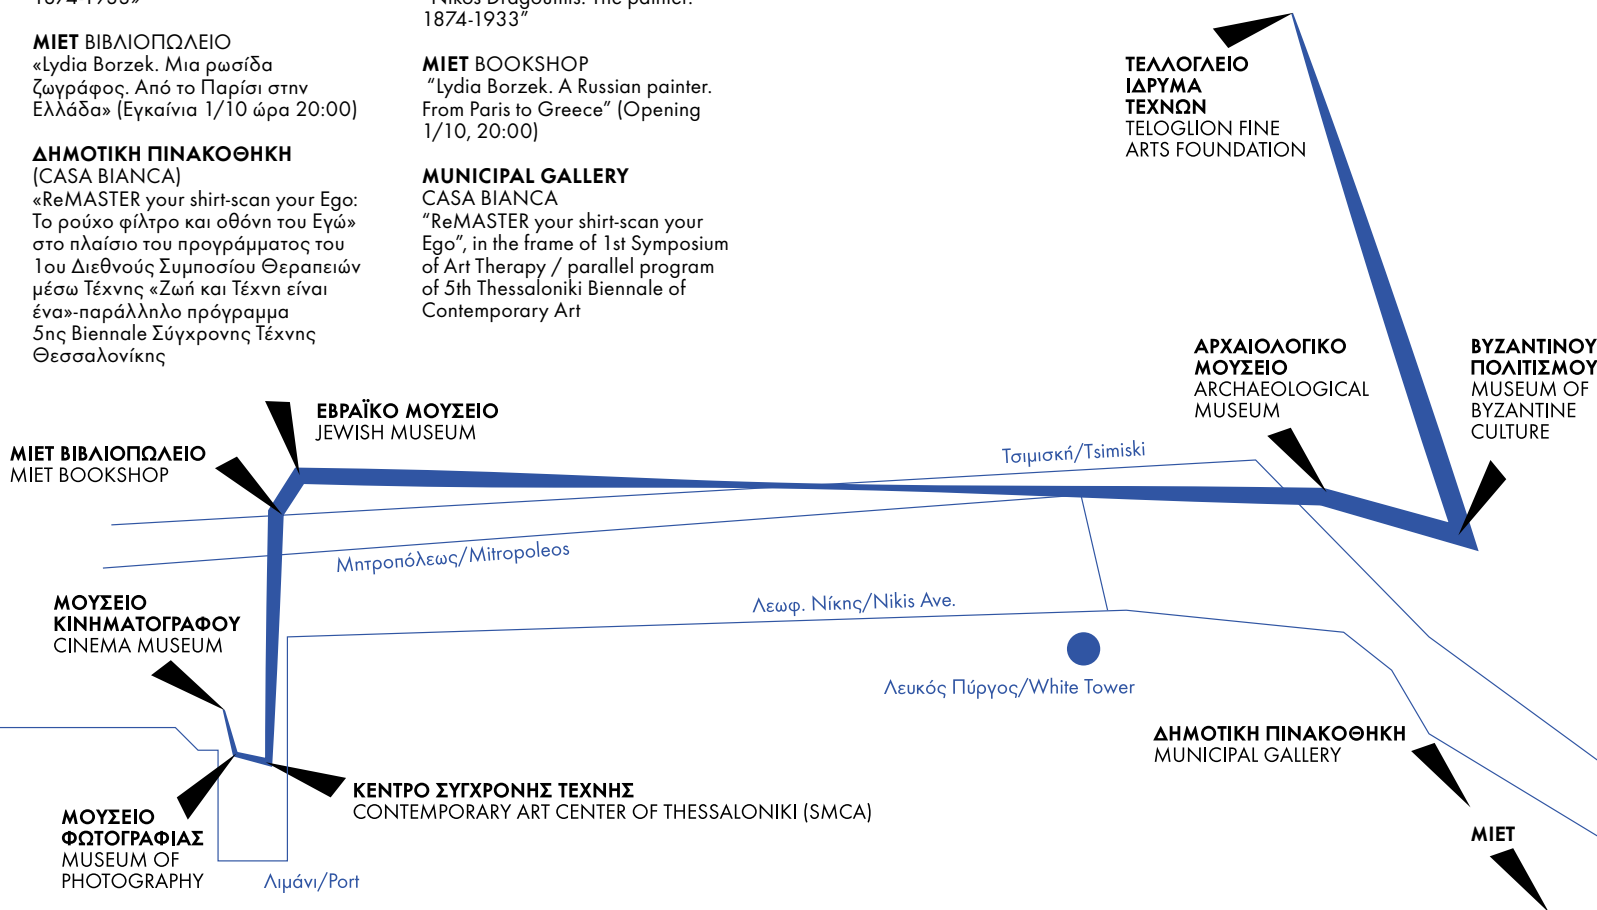 1874-1933»
ΜΙΕΤ ΒΙΒΛΙΟΠΩΛΕΙΟ
«Lydia Borzek. Μια ρωσίδα
ζωγράφος. Από το Παρίσι στην
Ελλάδα» (Εγκαίνια 1/10 ώρα 20:00)
ΔΗΜΟΤΙΚΗ ΠΙΝΑΚΟΘΗΚΗ
(CASA BIANCA)
«ReMASTER your shirt-scan your Ego:
Το ρούχο φίλτρο και οθόνη του Εγώ»
στο πλαίσιο του προγράμματος του
1ου Διεθνούς Συμποσίου Θεραπειών
μέσω Τέχνης «Ζωή και Τέχνη είναι
ένα»-παράλληλο πρόγραμμα
5ης Biennale Σύγχρονης Τέχνης
Θεσσαλονίκης
"Nikos Dragoumis. The painter.
1874-1933”
MIET BOOKSHOP
“Lydia Borzek. A Russian painter.
From Paris to Greece” (Opening
1/10, 20:00)
MUNICIPAL GALLERY
CASA BIANCA
“ReMASTER your shirt-scan your
Ego”, in the frame of 1st Symposium
of Art Therapy / parallel program
of 5th Thessaloniki Biennale of
Contemporary Art
ΤΕΛΛΟΓΛΕΙΟ
ΙΔΡΥΜΑ
ΤΕΧΝΩΝ
TELOGLION FINE
ARTS FOUNDATION
ΑΡΧΑΙΟΛΟΓΙΚΟ
ΜΟΥΣΕΙΟ
ARCHAEOLOGICAL
MUSEUM
ΒΥΖΑΝΤΙΝΟΥ
ΠΟΛΙΤΙΣΜΟΥ
MUSEUM OF
BYZANTINE
CULTURE
ΕΒΡΑΪΚΟ ΜΟΥΣΕΙΟ
JEWISH MUSEUM
ΜΙΕΤ ΒΙΒΛΙΟΠΩΛΕΙΟ
MIET BOOKSHOP
Τσιμισκή/Tsimiski
Μητροπόλεως/Mitropoleos
Λεωφ. Νίκης/Nikis Ave.
ΜΟΥΣΕΙΟ
ΚΙΝΗΜΑΤΟΓΡΑΦΟΥ
CINEMA MUSEUM
Λευκός Πύργος/White Tower
ΔΗΜΟΤΙΚΗ ΠΙΝΑΚΟΘΗΚΗ
MUNICIPAL GALLERY
ΚΕΝΤΡΟ ΣΥΓΧΡΟΝΗΣ ΤΕΧΝΗΣ
CONTEMPORARY ART CENTER OF THESSALONIKI (SMCA)
ΜΟΥΣΕΙΟ
ΦΩΤΟΓΡΑΦΙΑΣ
MUSEUM OF
PHOTOGRAPHY
Λιμάνι/Port
ΜΙΕΤ